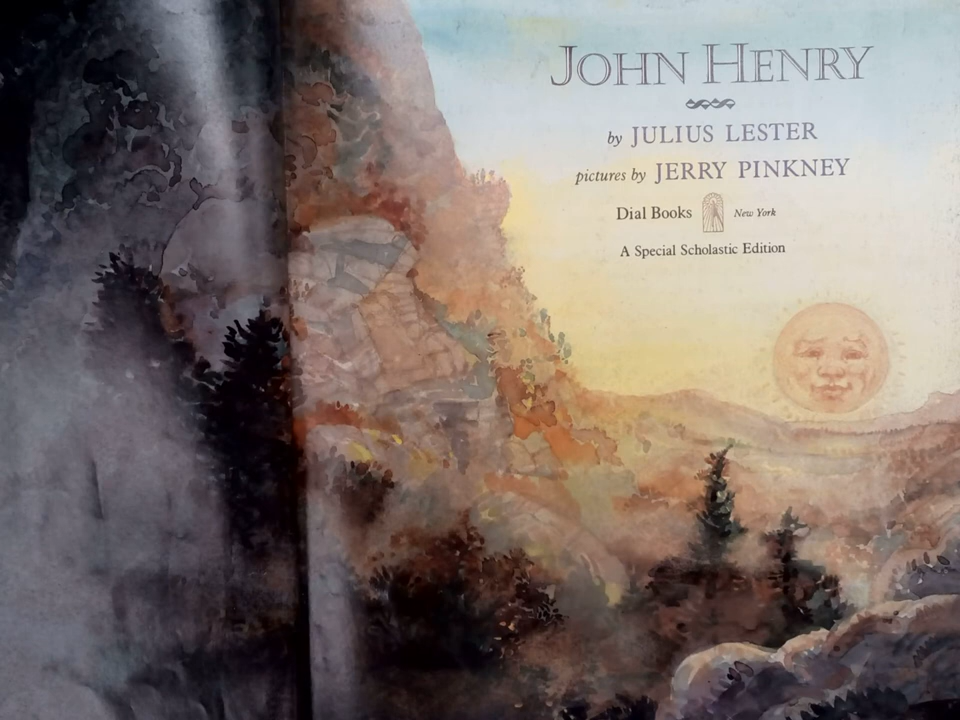 JOHN HENRY
by JULIUS LESTER
pictures by JERRY PINKNEY
Dial Books New York
A Special Scholastic Edition